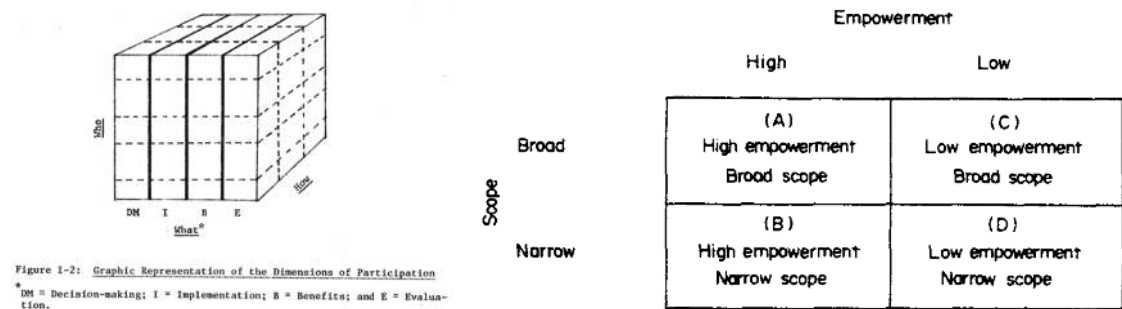 Who
How
DM I B E
What*
Figure I-2: Graphic Representation of the Dimensions of Participation
*
DM = Decision-making; I = Implementation; B = Benefits; and E = Evalua-
tion.
Empowerment
High Low
Scope
Broad
(A) (C)
High empowerment Low empowerment
Broad scope Broad scope
Narrow
(B) (D)
High empowerment Low empowerment
Narrow scope Narrow scope